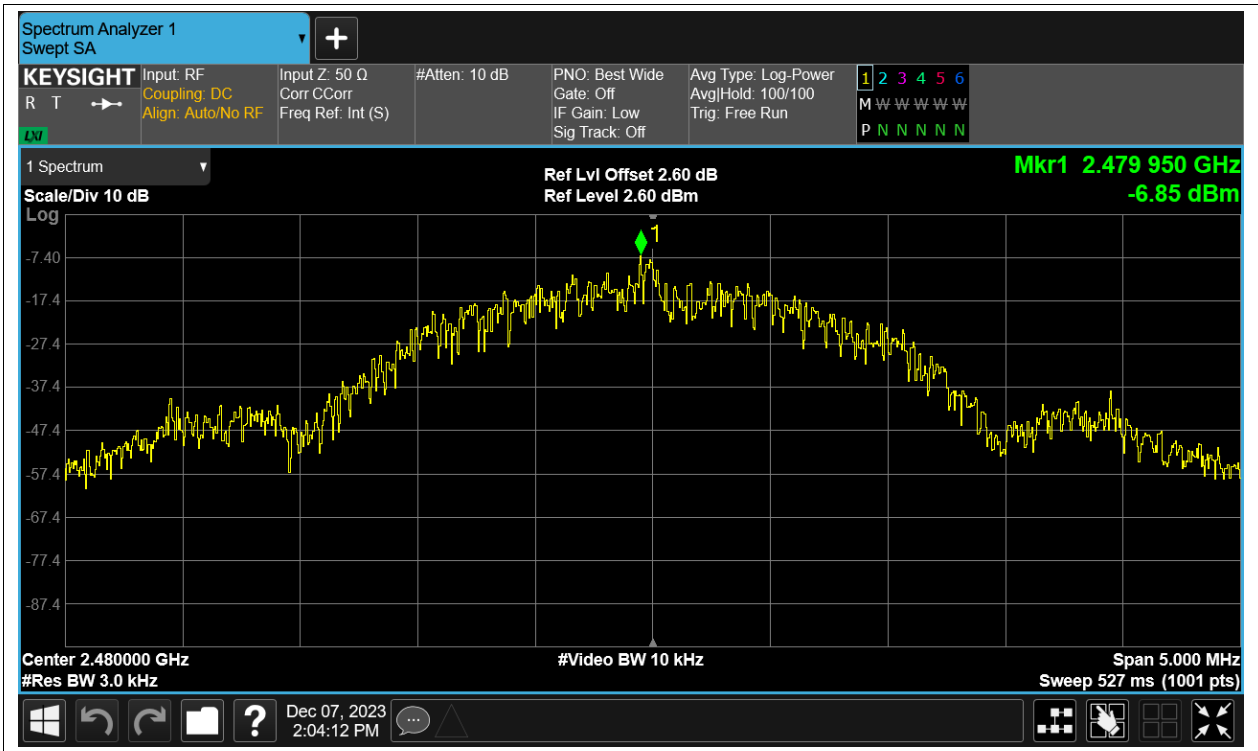 Spectrum Analyzer 1
Swept SA
KEYSIGHT
R T
LXI
Input: RF
Coupling: DC
Align: Auto/No RF
Input Z: 50 Ω
Corr CCorr
Freq Ref: Int (S)
#Atten: 10 dB
PNO: Best Wide
Gate: Off
IF Gain: Low
Sig Track: Off
Avg Type: Log-Power
Avg|Hold: 100/100
Trig: Free Run
1 2 3 4 5 6
M W W W W W
P N N N N N
1 Spectrum
Scale/Div 10 dB
Log
Ref Lvl Offset 2.60 dB
Ref Level 2.60 dBm
Mkr1 2.479 950 GHz
-6.85 dBm
1
-7.40
-17.4
-27.4
-37.4
-47.4
-57.4
-67.4
-77.4
-87.4
Center 2.480000 GHz
#Res BW 3.0 kHz
#Video BW 10 kHz
Span 5.000 MHz
Sweep 527 ms (1001 pts)
?
Dec 07, 2023
2:04:12 PM